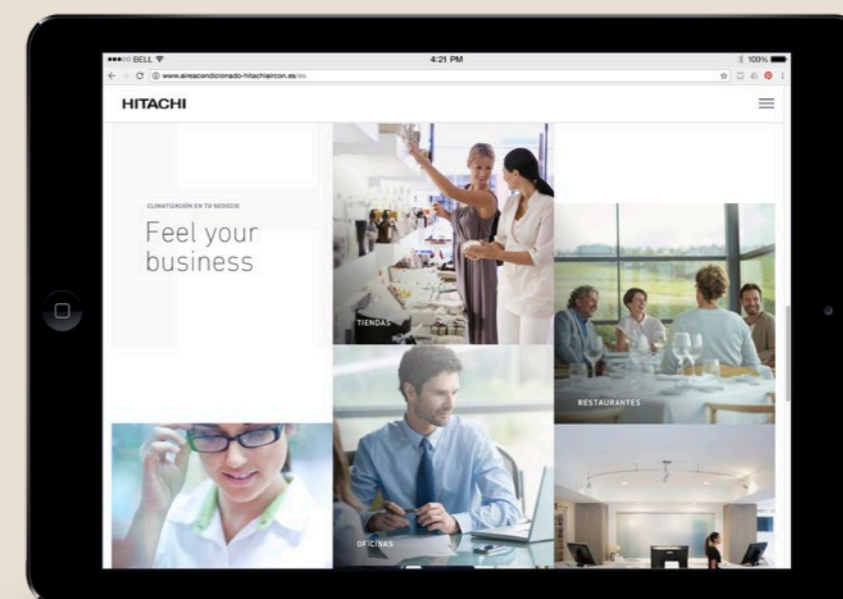 BELL
4:21 PM
100%
www.aireacondicionado-hitachiaircon.es/es
HITACHI
CLIMATIZACIÓN EN TU NEGOCIO
Feel your
business
TIENDAS
RESTAURANTES
OFICINAS